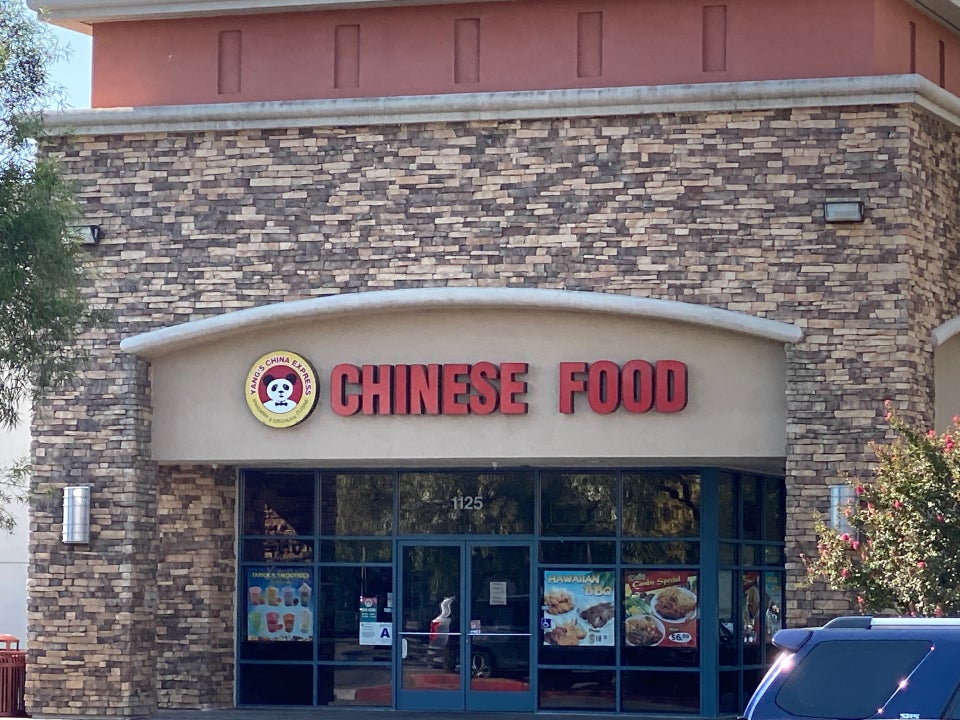 YANG'S CHINA EXPRESS
CHINESE FOOD
1125
TAPIOCA SMOOTHIES
A
HAWAIIAN
BBQ
Combo Special